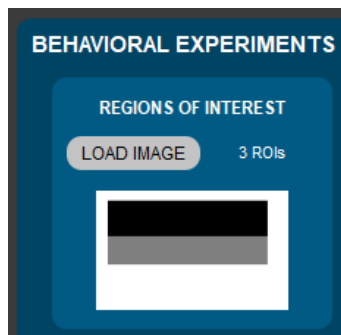 BEHAVIORAL EXPERIMENTS
REGIONS OF INTEREST
LOAD IMAGE 3 ROIs